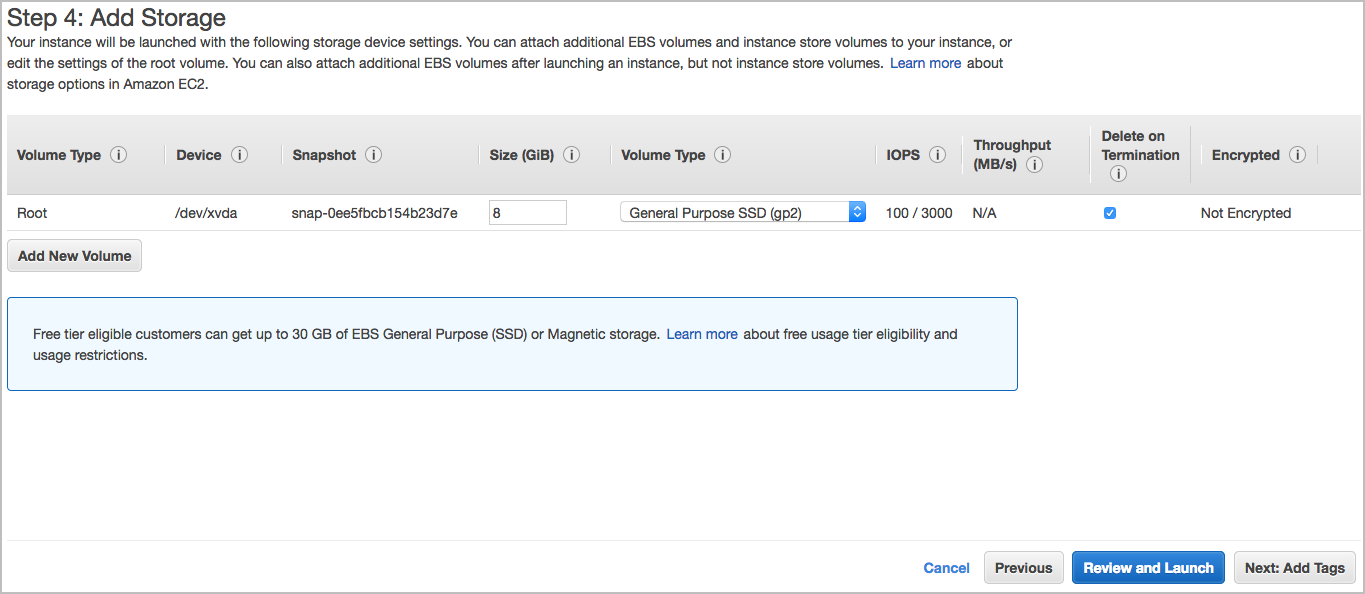 Step 4: Add Storage
Your instance will be launched with the following storage device settings. You can attach additional EBS volumes and instance store volumes to your instance, or
edit the settings of the root volume. You can also attach additional EBS volumes after launching an instance, but not instance store volumes. Learn more about
storage options in Amazon EC2.
Volume Type i Device i Snapshot i Size (GiB) i Volume Type i IOPS i Throughput (MB/s) i Delete on Termination i Encrypted i
Root /dev/xvda snap-0ee5fbcb154b23d7e 8 General Purpose SSD (gp2) 100 / 3000 N/A Not Encrypted
Add New Volume
Free tier eligible customers can get up to 30 GB of EBS General Purpose (SSD) or Magnetic storage. Learn more about free usage tier eligibility and
usage restrictions.
Cancel Previous Review and Launch Next: Add Tags